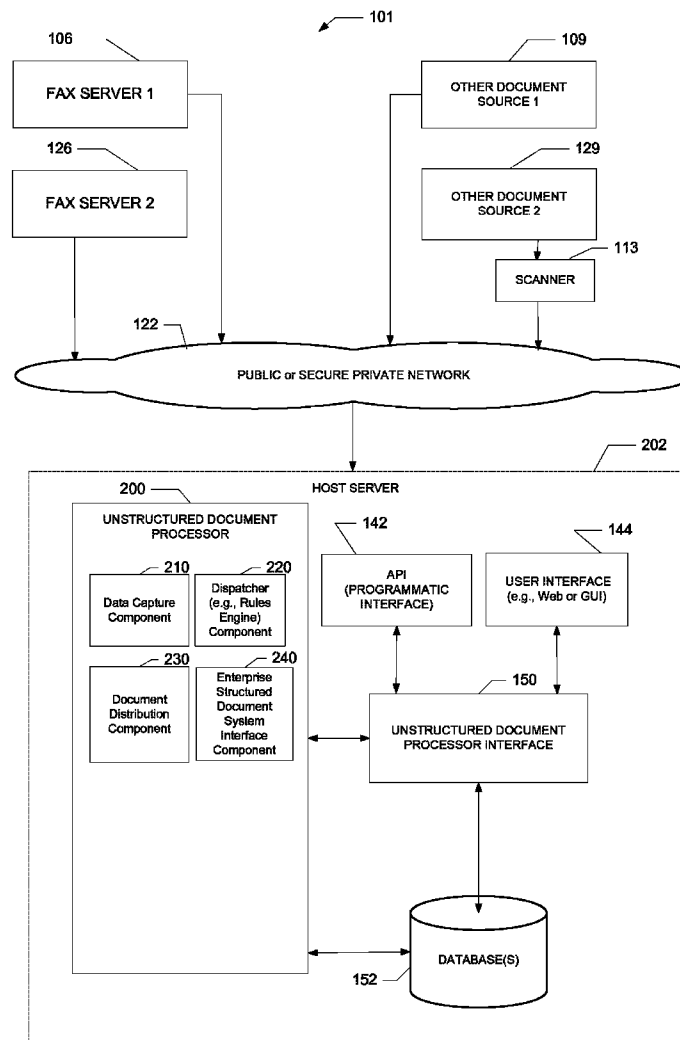 101
106
FAX SERVER 1
109
OTHER DOCUMENT
SOURCE 1
126
FAX SERVER 2
129
OTHER DOCUMENT
SOURCE 2
113
SCANNER
122
PUBLIC or SECURE PRIVATE NETWORK
202
HOST SERVER
200
UNSTRUCTURED DOCUMENT
PROCESSOR
210
Data Capture
Component
220
Dispatcher
(e.g., Rules
Engine)
Component
230
Document
Distribution
Component
240
Enterprise
Structured
Document
System
Interface
Component
142
API
(PROGRAMMATIC
INTERFACE)
144
USER INTERFACE
(e.g., Web or GUI)
150
UNSTRUCTURED DOCUMENT
PROCESSOR INTERFACE
DATABASE(S)
152